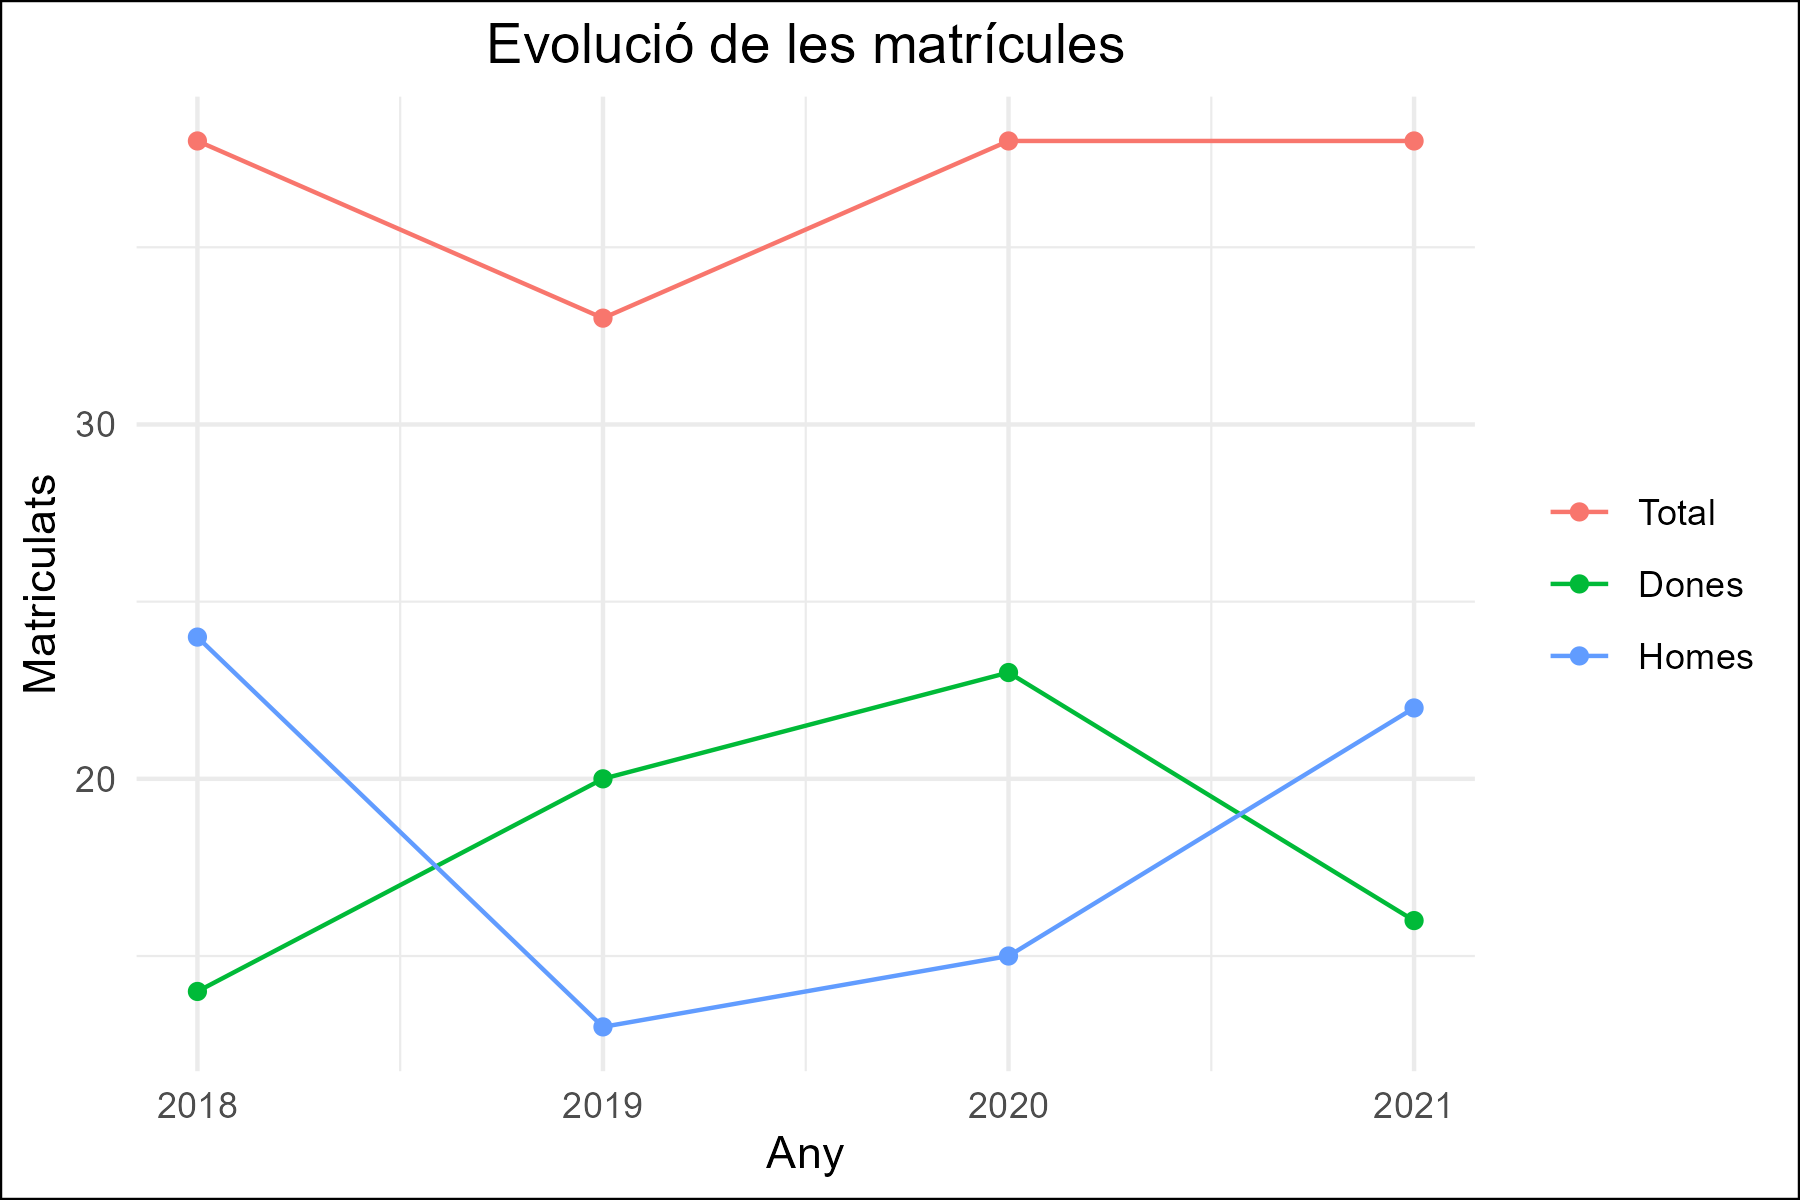 Evolució de les matrícules
Matriculats
30
20
2018
2019
2020
2021
Any
Total
Dones
Homes